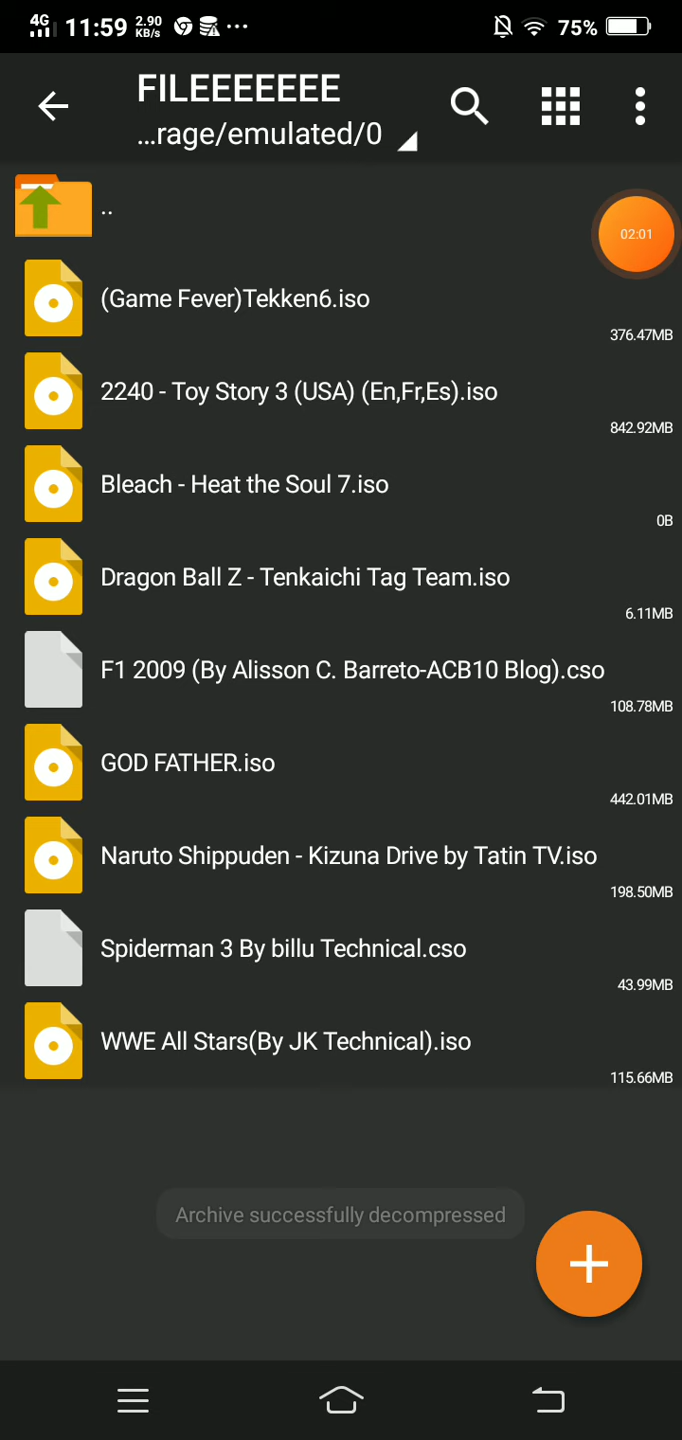 4G 11:59 2.90 KB/s 75%
FILEEEEEEE
...rage/emulated/0
..
02:01
(Game Fever)Tekken6.iso
376.47MB
2240 - Toy Story 3 (USA) (En,Fr,Es).iso
842.92MB
Bleach - Heat the Soul 7.iso
0B
Dragon Ball Z - Tenkaichi Tag Team.iso
6.11MB
F1 2009 (By Alisson C. Barreto-ACB10 Blog).cso
108.78MB
GOD FATHER.iso
442.01MB
Naruto Shippuden - Kizuna Drive by Tatin TV.iso
198.50MB
Spiderman 3 By billu Technical.cso
43.99MB
WWE All Stars(By JK Technical).iso
115.66MB
Archive successfully decompressed